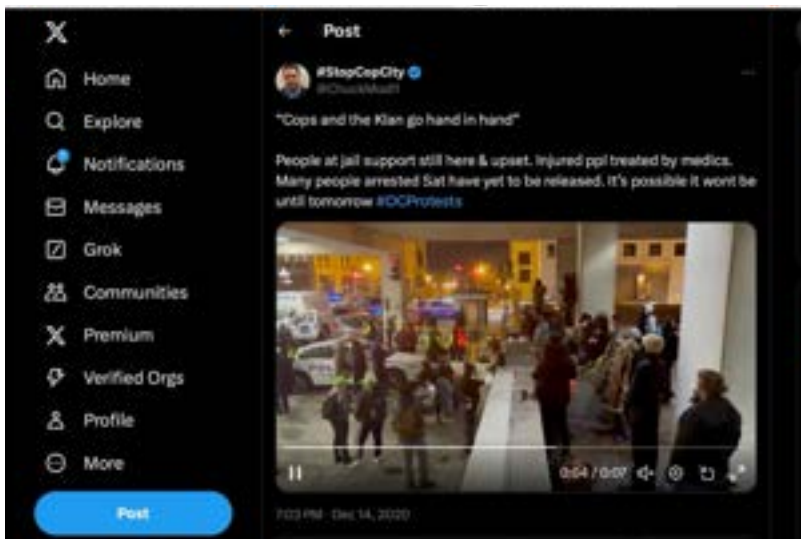 Post
#StopCopCity
Home
Explore
"Cops and the Klan go hand in hand"
Notifications
People at jail support still here & upset. Injured ppl treated by medics.
Many people arrested Sat have yet to be released. It's possible it wont be
until tomorrow #DCProtests
Messages
Grok
Communities
Premium
Verified Orgs
Profile
More
0:04 / 0:07
Post
7:03 PM · Dec 14, 2020